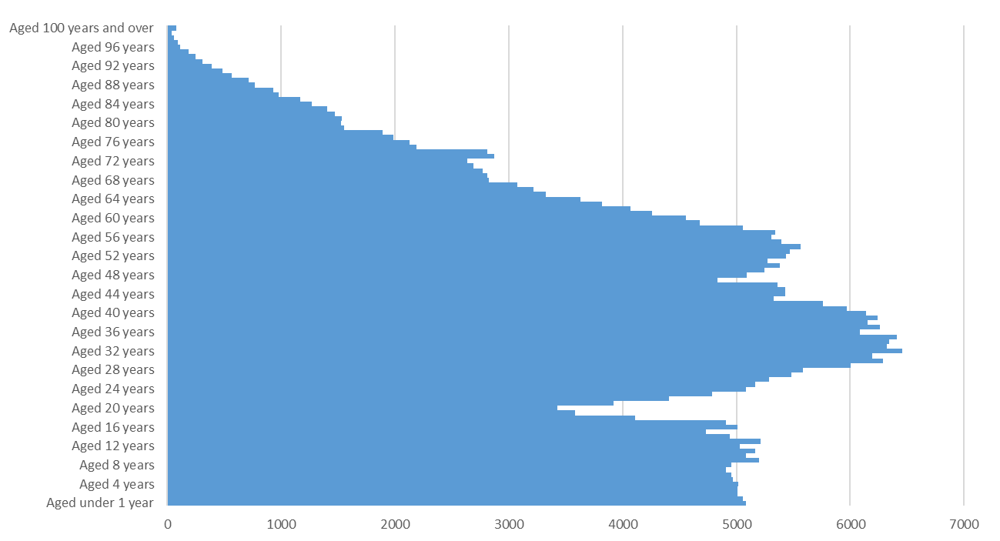 Aged 100 years and over
Aged 96 years
Aged 92 years
Aged 88 years
Aged 84 years
Aged 80 years
Aged 76 years
Aged 72 years
Aged 68 years
Aged 64 years
Aged 60 years
Aged 56 years
Aged 52 years
Aged 48 years
Aged 44 years
Aged 40 years
Aged 36 years
Aged 32 years
Aged 28 years
Aged 24 years
Aged 20 years
Aged 16 years
Aged 12 years
Aged 8 years
Aged 4 years
Aged under 1 year
0 1000 2000 3000 4000 5000 6000 7000